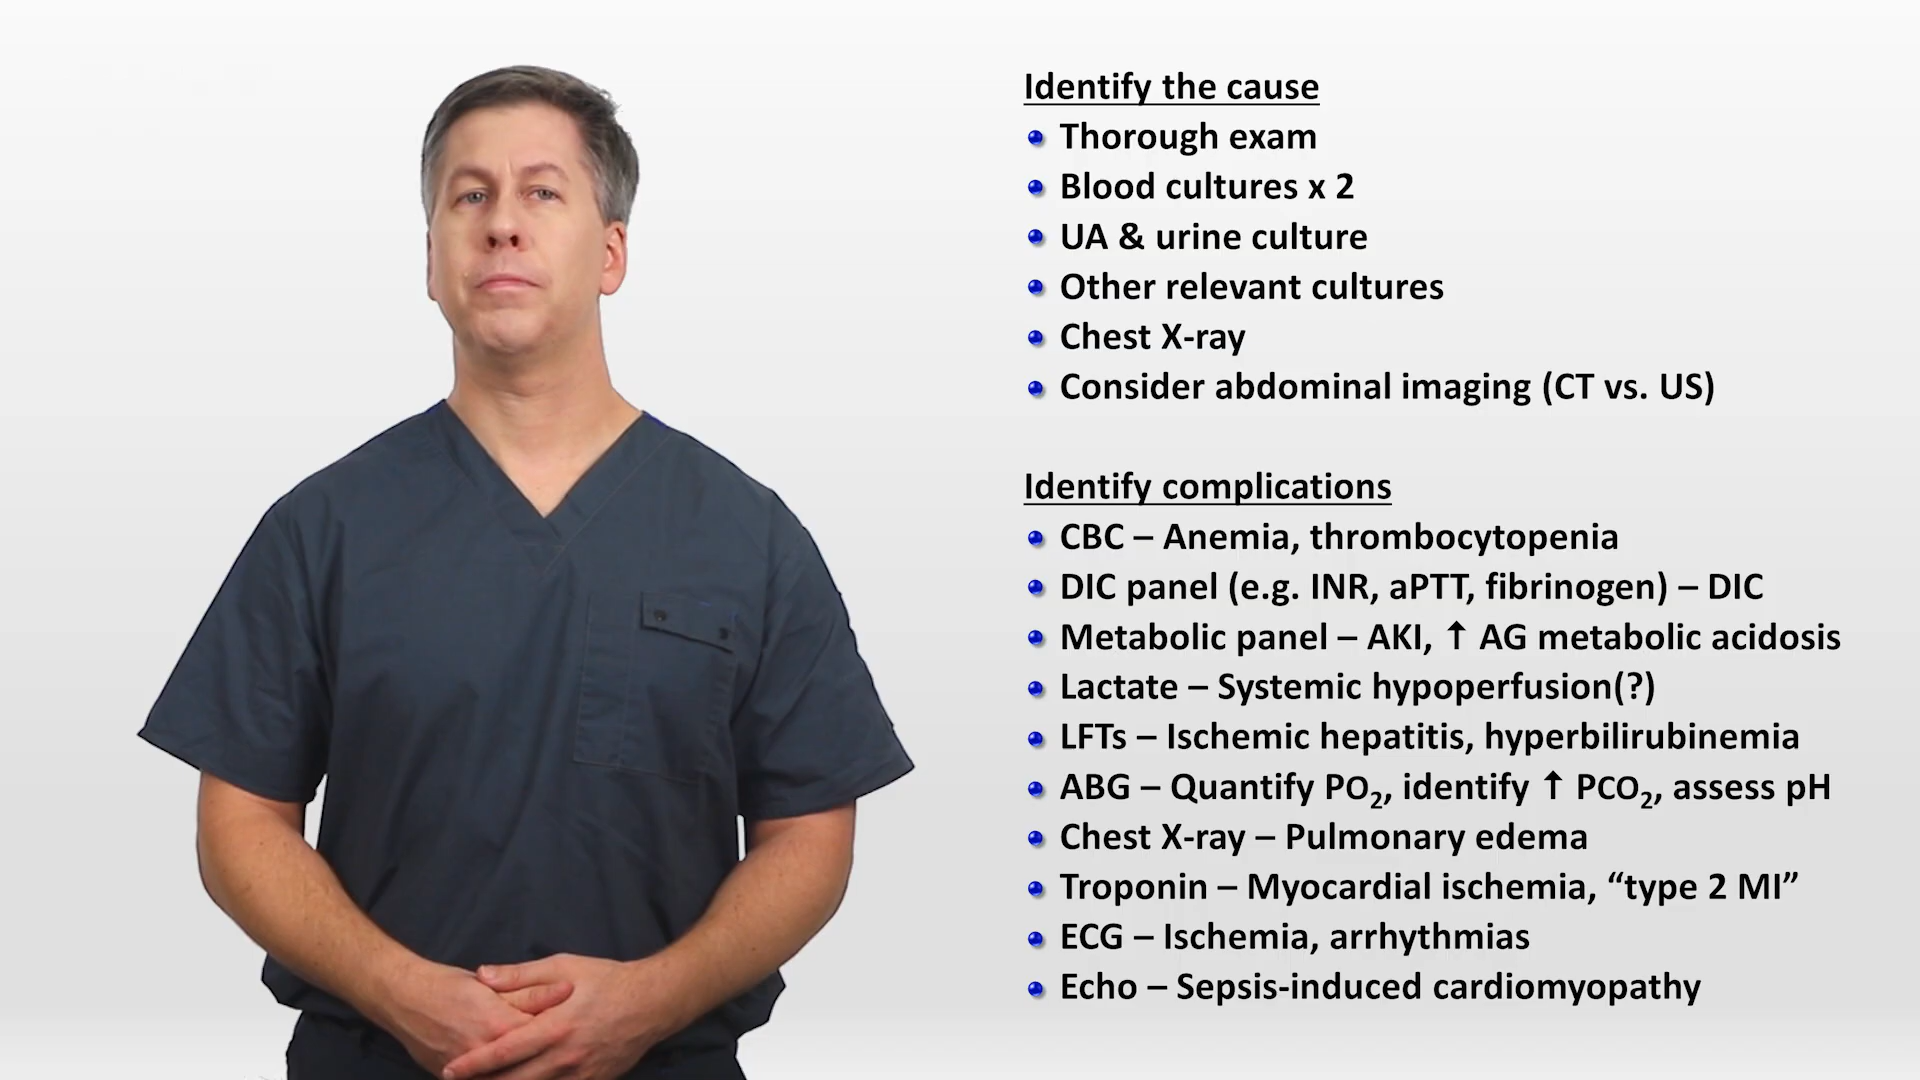 Identify the cause
Thorough exam
Blood cultures x 2
UA & urine culture
Other relevant cultures
Chest X-ray
Consider abdominal imaging (CT vs. US)
Identify complications
CBC – Anemia, thrombocytopenia
DIC panel (e.g. INR, aPTT, fibrinogen) – DIC
Metabolic panel – AKI, ↑ AG metabolic acidosis
Lactate – Systemic hypoperfusion(?)
LFTs – Ischemic hepatitis, hyperbilirubinemia
ABG – Quantify PO₂, identify ↑ PCO₂, assess pH
Chest X-ray – Pulmonary edema
Troponin – Myocardial ischemia, “type 2 MI”
ECG – Ischemia, arrhythmias
Echo – Sepsis-induced cardiomyopathy